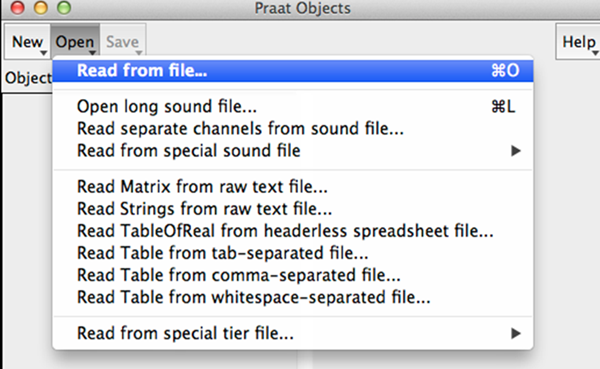 Praat Objects
New Open Save Help
Object
Read from file... ⌘O
Open long sound file... ⌘L
Read separate channels from sound file...
Read from special sound file
Read Matrix from raw text file...
Read Strings from raw text file...
Read TableOfReal from headerless spreadsheet file...
Read Table from tab-separated file...
Read Table from comma-separated file...
Read Table from whitespace-separated file...
Read from special tier file...